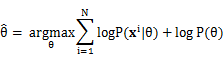 θ̂ = argmax_θ ∑_{i=1}^{N} logP(𝐱ⁱ|θ) + log P(θ)